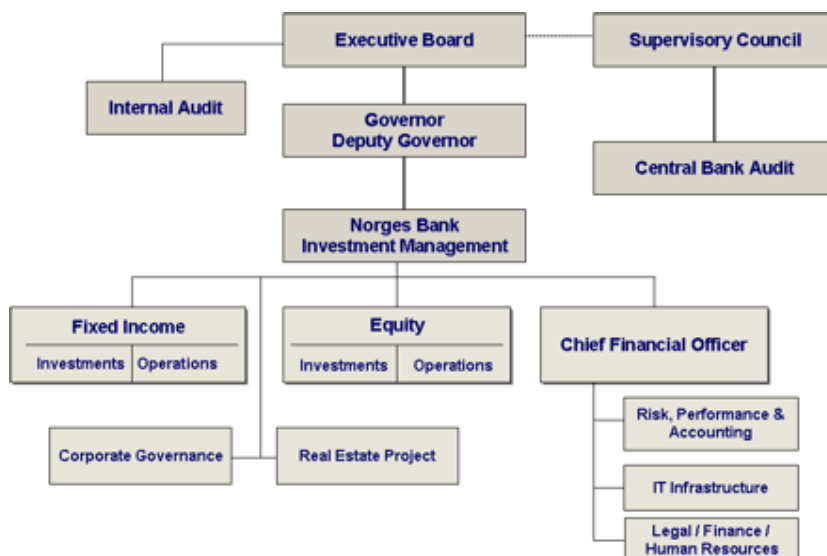 Executive Board
Supervisory Council
Internal Audit
Governor
Deputy Governor
Central Bank Audit
Norges Bank
Investment Management
Fixed Income
Investments
Operations
Equity
Investments
Operations
Chief Financial Officer
Corporate Governance
Real Estate Project
Risk, Performance &
Accounting
IT Infrastructure
Legal / Finance /
Human Resources